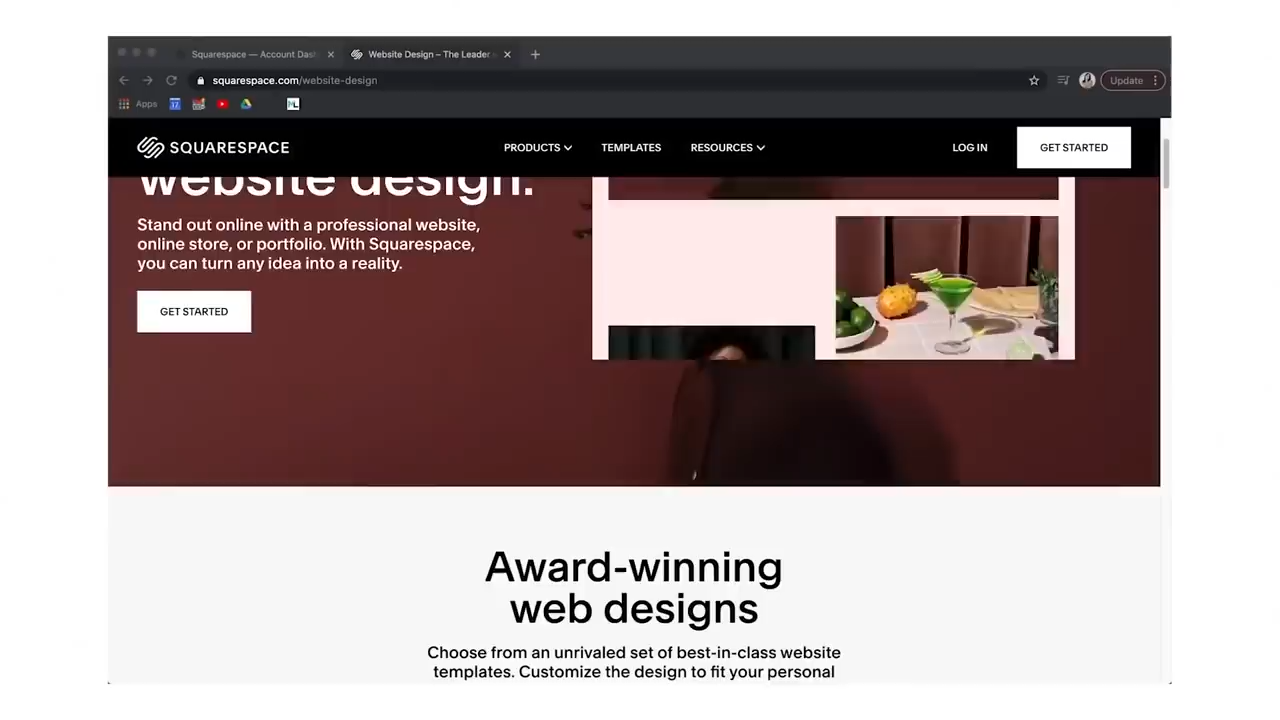 Squarespace — Account Dash
Website Design – The Leader
squarespace.com/website-design
Update
Apps
17
SQUARESPACE
PRODUCTS
TEMPLATES
RESOURCES
LOG IN
GET STARTED
website design.
Stand out online with a professional website,
online store, or portfolio. With Squarespace,
you can turn any idea into a reality.
GET STARTED
Award-winning
web designs
Choose from an unrivaled set of best-in-class website
templates. Customize the design to fit your personal